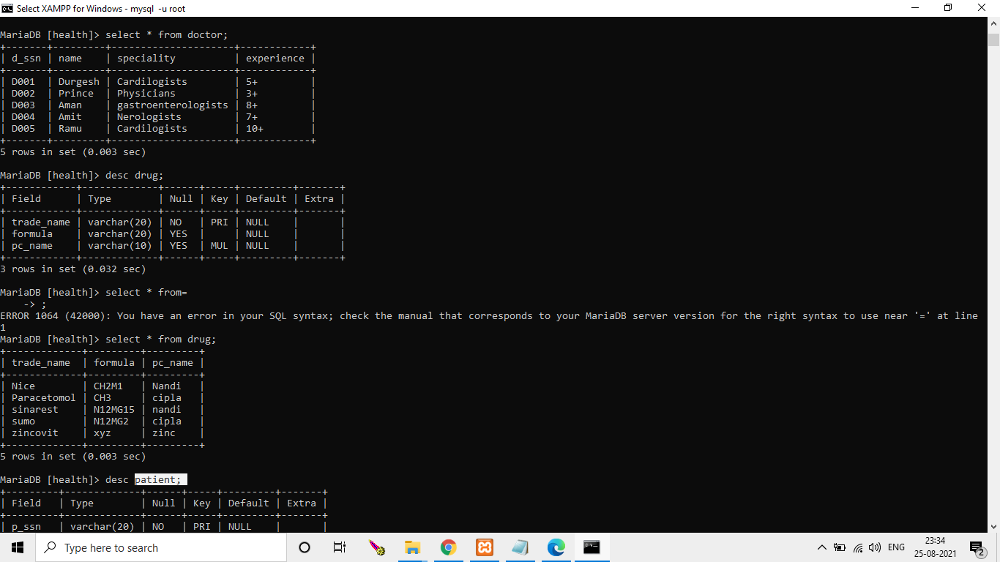 Select XAMPP for Windows - mysql  -u root
MariaDB [health]> select * from doctor;
+-------+---------+---------------------+------------+
| d_ssn | name    | speciality          | experience |
+-------+---------+---------------------+------------+
| D001  | Durgesh | Cardilogists        | 5+         |
| D002  | Prince  | Physicians          | 3+         |
| D003  | Aman    | gastroenterologists | 8+         |
| D004  | Amit    | Nerologists         | 7+         |
| D005  | Ramu    | Cardilogists        | 10+        |
+-------+---------+---------------------+------------+
5 rows in set (0.003 sec)
MariaDB [health]> desc drug;
+------------+-------------+------+-----+---------+-------+
| Field      | Type        | Null | Key | Default | Extra |
+------------+-------------+------+-----+---------+-------+
| trade_name | varchar(20) | NO   | PRI | NULL    |       |
| formula    | varchar(20) | YES  |     | NULL    |       |
| pc_name    | varchar(10) | YES  | MUL | NULL    |       |
+------------+-------------+------+-----+---------+-------+
3 rows in set (0.032 sec)
MariaDB [health]> select * from=
    -> ;
ERROR 1064 (42000): You have an error in your SQL syntax; check the manual that corresponds to your MariaDB server version for the right syntax to use near '=' at line
1
MariaDB [health]> select * from drug;
+-------------+---------+---------+
| trade_name  | formula | pc_name |
+-------------+---------+---------+
| Nice        | CH2M1   | Nandi   |
| Paracetomol | CH3     | cipla   |
| sinarest    | N12MG15 | nandi   |
| sumo        | N12MG2  | cipla   |
| zincovit    | xyz     | zinc    |
+-------------+---------+---------+
5 rows in set (0.003 sec)
MariaDB [health]> desc patient;
+---------+-------------+------+-----+---------+-------+
| Field   | Type        | Null | Key | Default | Extra |
+---------+-------------+------+-----+---------+-------+
| p_ssn   | varchar(20) | NO   | PRI | NULL    |       |
Type here to search
ENG
23:34
25-08-2021
2